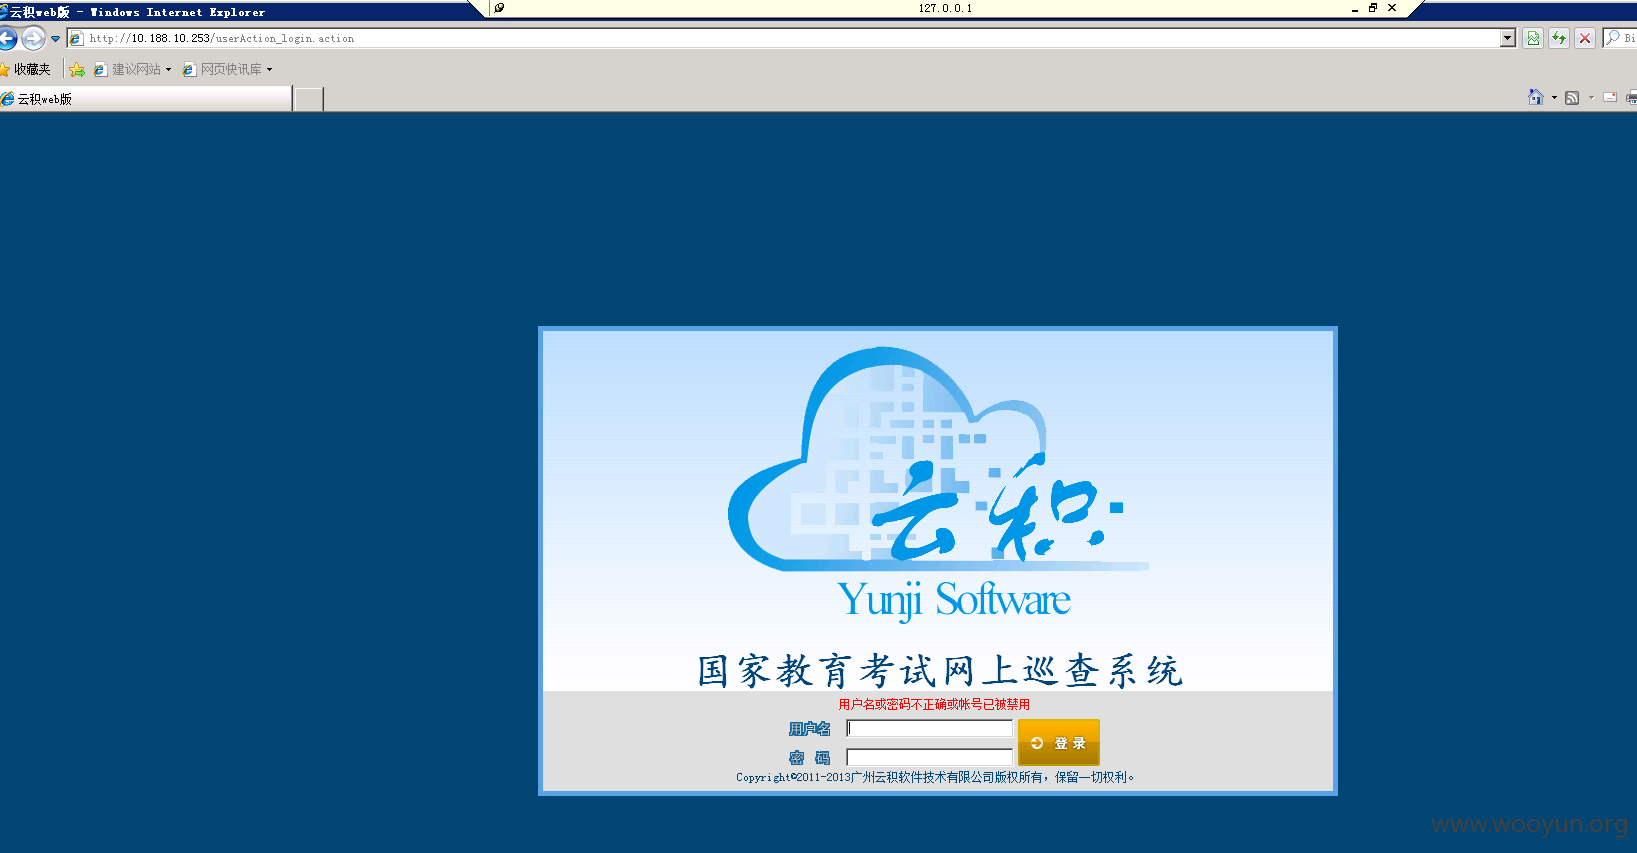 云积web版 - Windows Internet Explorer
127.0.0.1
http://10.188.10.253/userAction_login.action
Bi
收藏夹
建议网站
网页快讯库
云积web版
云积
Yunji Software
国家教育考试网上巡查系统
用户名或密码不正确或帐号已被禁用
用户名
密 码
登 录
Copyright©2011-2013广州云积软件技术有限公司版权所有，保留一切权利。
www.wooyun.org